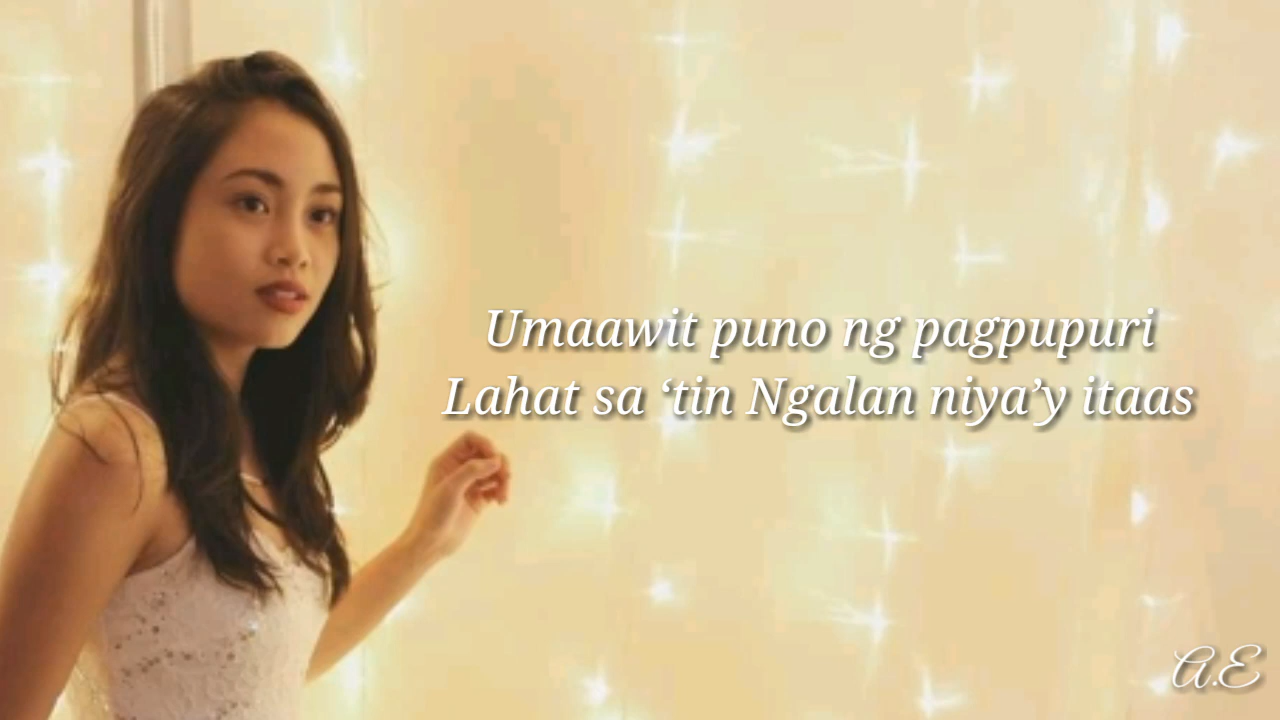 Umaawit puno ng pagpupuri
Lahat sa ‘tin Ngalan niya’y itaas
A.E